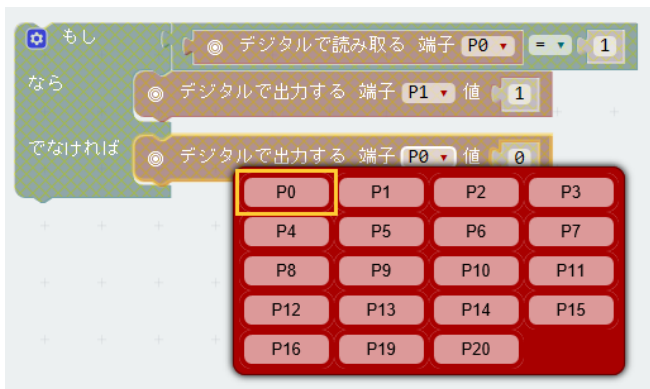 もし デジタルで読み取る 端子 P0 = 1
なら デジタルで出力する 端子 P1 値 1
でなければ デジタルで出力する 端子 P0 値 0
P0 P1 P2 P3
P4 P5 P6 P7
P8 P9 P10 P11
P12 P13 P14 P15
P16 P19 P20